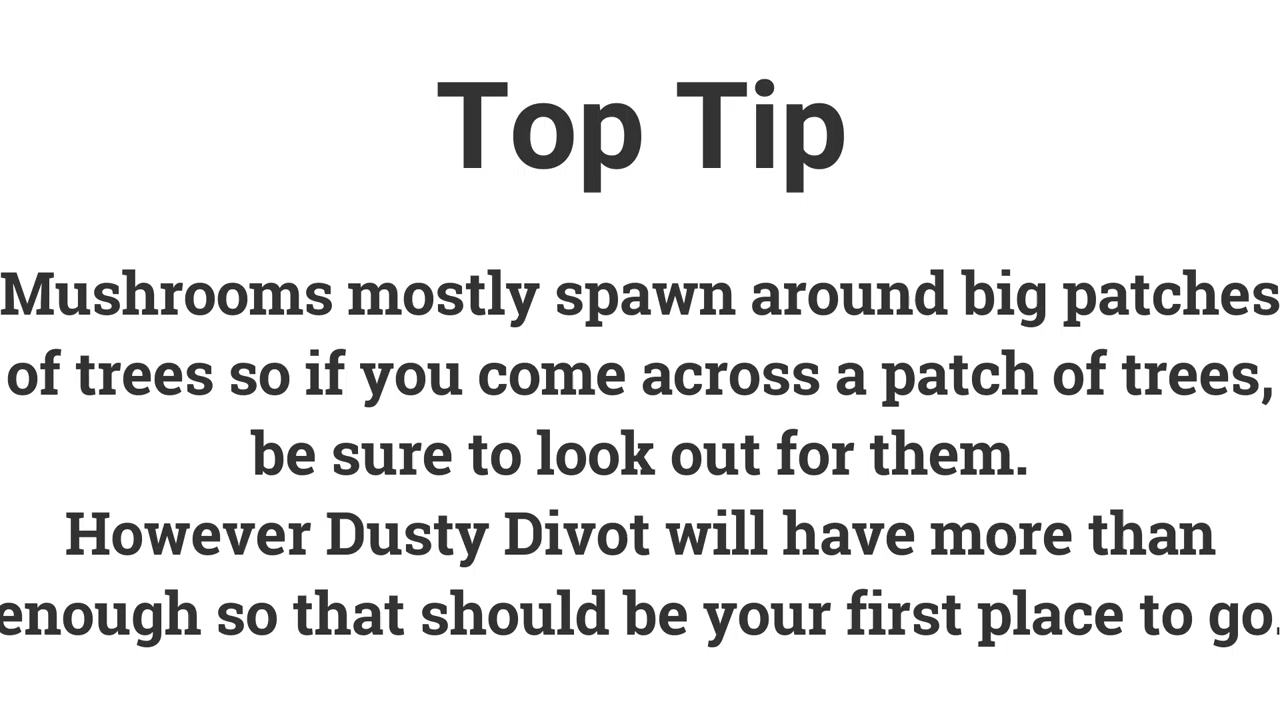 Top Tip
Mushrooms mostly spawn around big patches
of trees so if you come across a patch of trees,
be sure to look out for them.
However Dusty Divot will have more than
enough so that should be your first place to go.